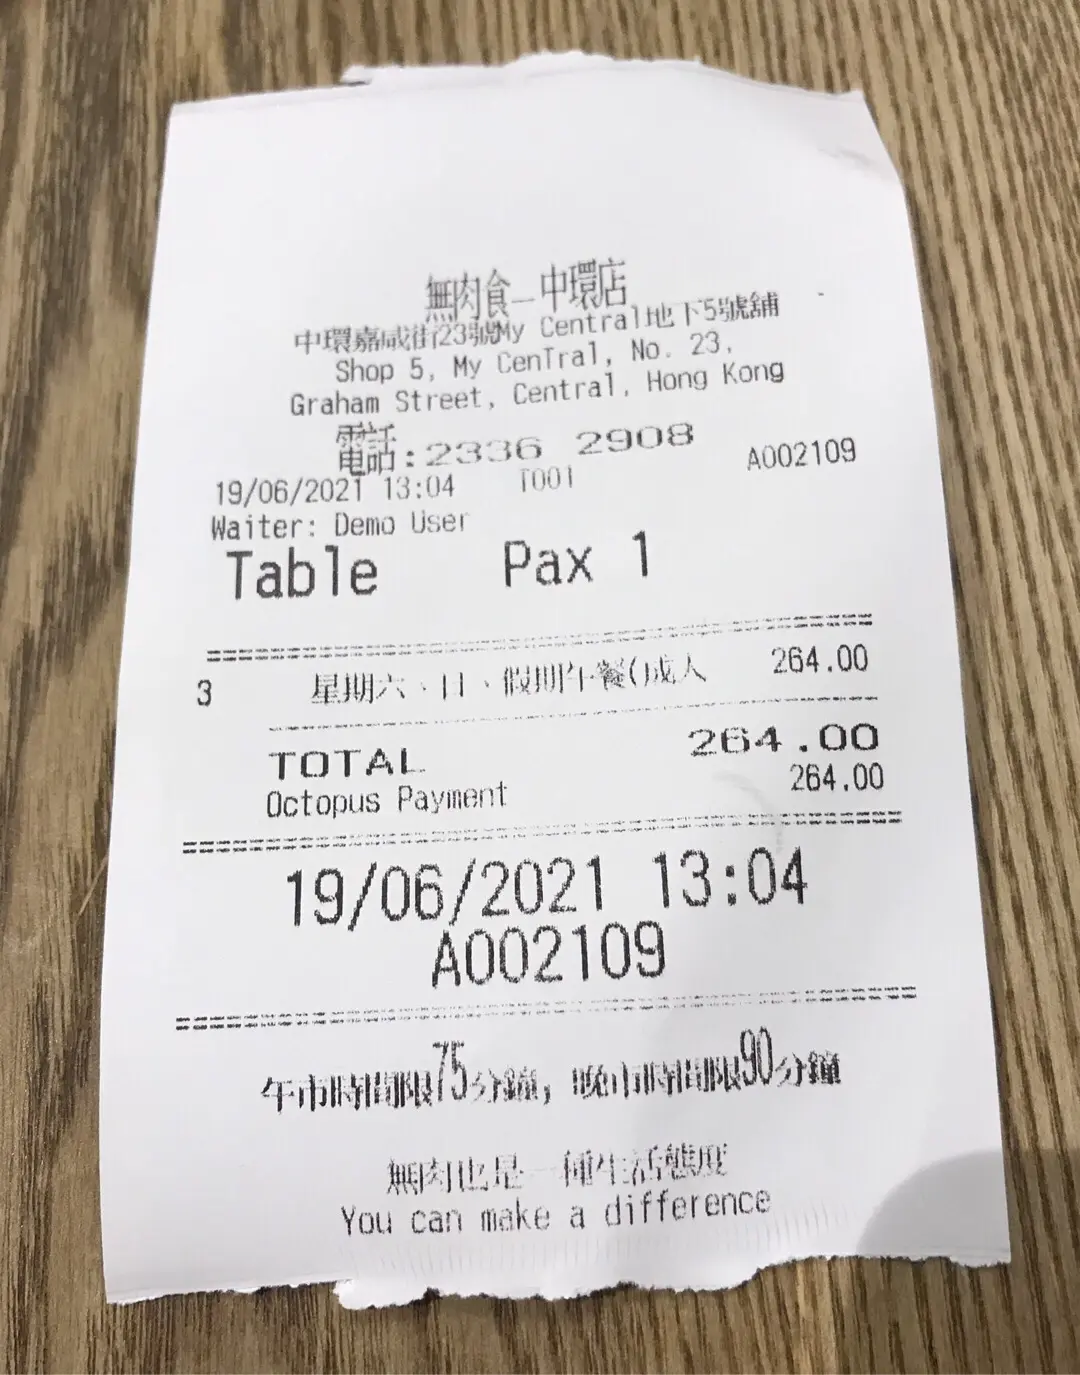 無肉食_中環店
中環嘉咸街23號My Central地下5號舖
Shop 5, My CenTral, No. 23,
Graham Street, Central, Hong Kong
電話:2336 2908
A002109
19/06/2021 13:04 T001
Waiter: Demo User
Table Pax 1
3 星期六、日、假期午餐(成人 264.00
TOTAL 264.00
Octopus Payment 264.00
19/06/2021 13:04
A002109
午市時間限75分鐘, 晚市時間限90分鐘
無肉也是一種生活態度
You can make a difference